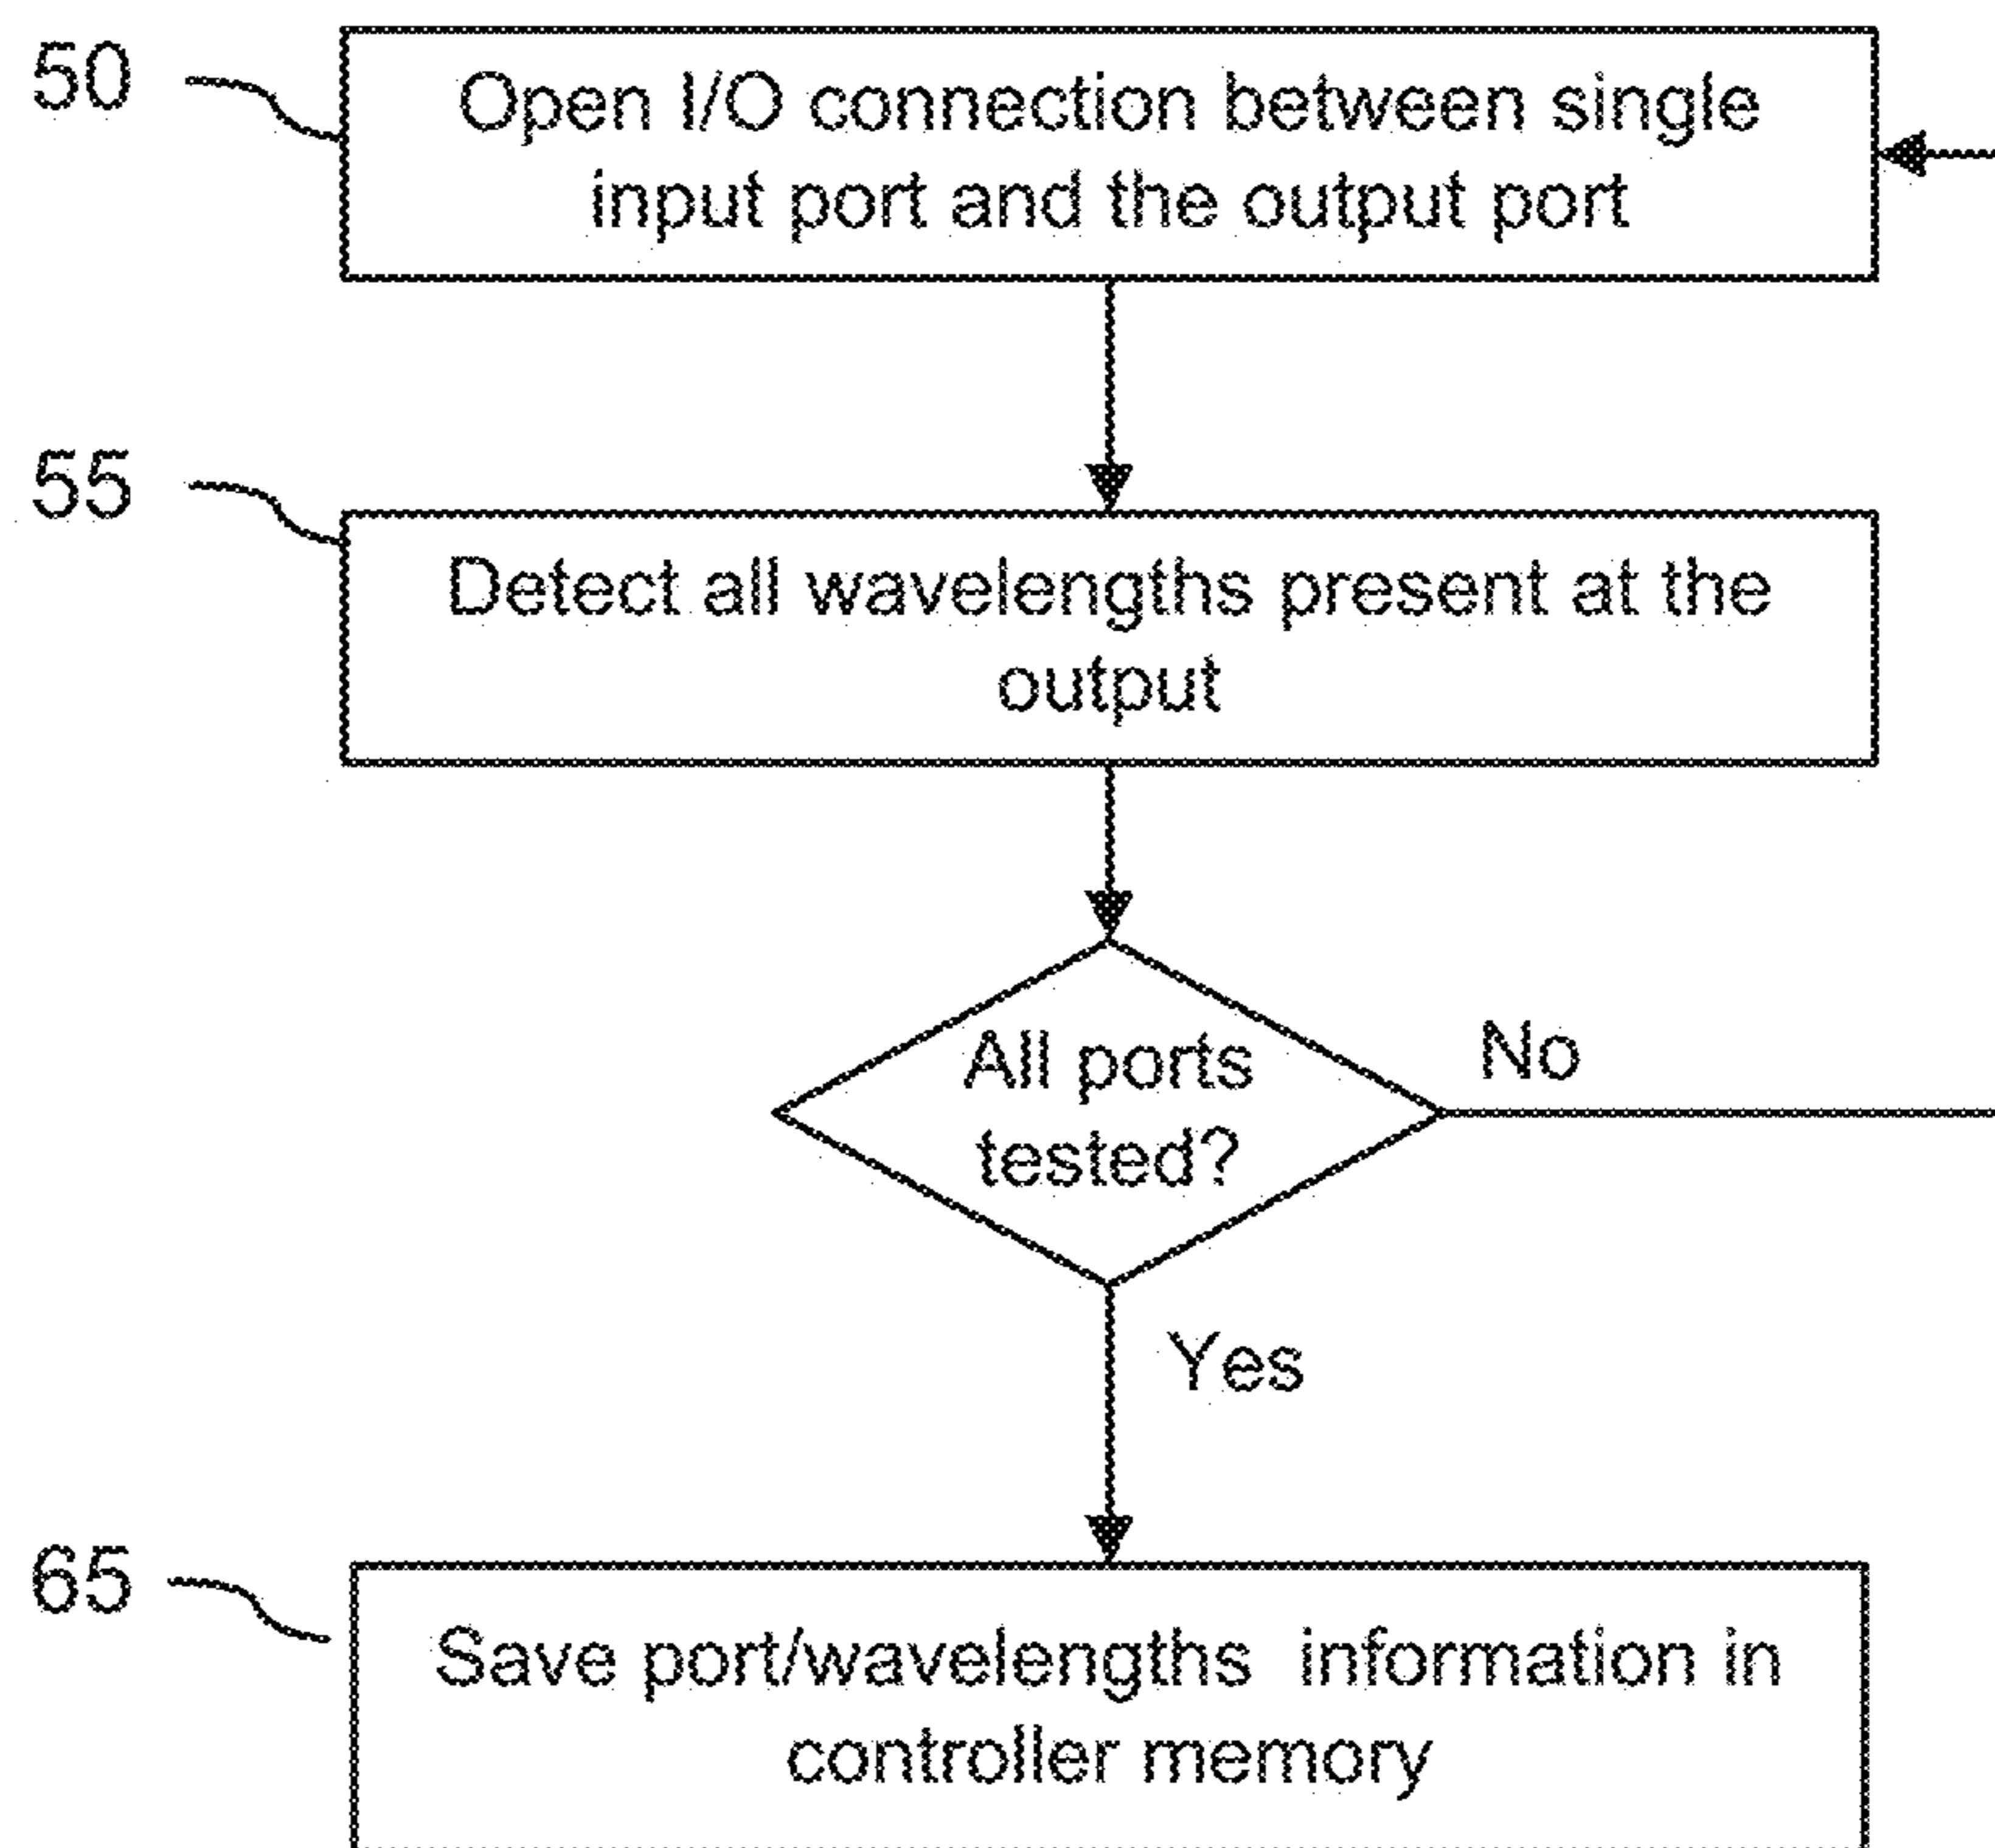 50
Open I/O connection between single
input port and the output port
55
Detect all wavelengths present at the
output
All ports
tested?
No
Yes
65
Save port/wavelengths information in
controller memory